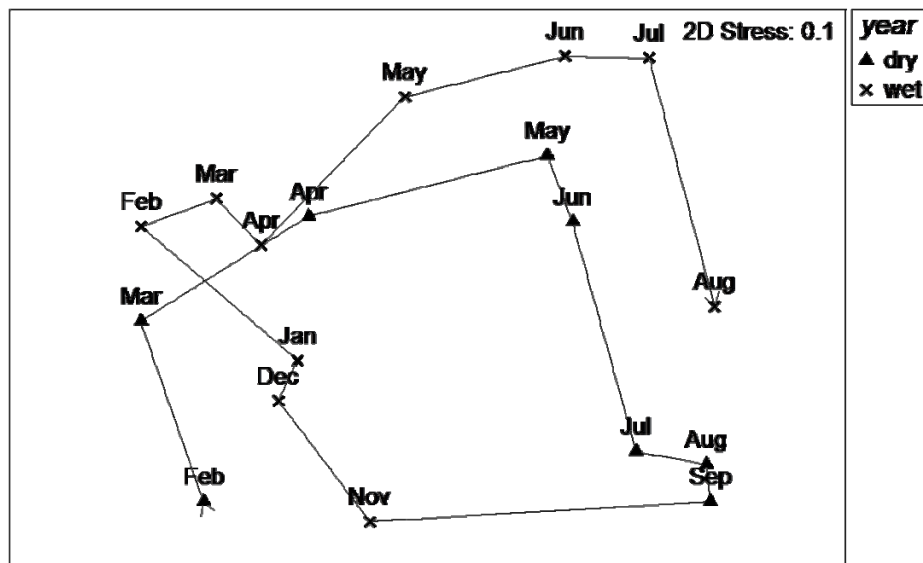 Jun
Jul
2D Stress: 0.1
year
dry
wet
May
May
Mar
Feb
Apr
Apr
Jun
Mar
Aug
Jan
Dec
Jul
Aug
Feb
Sep
Nov